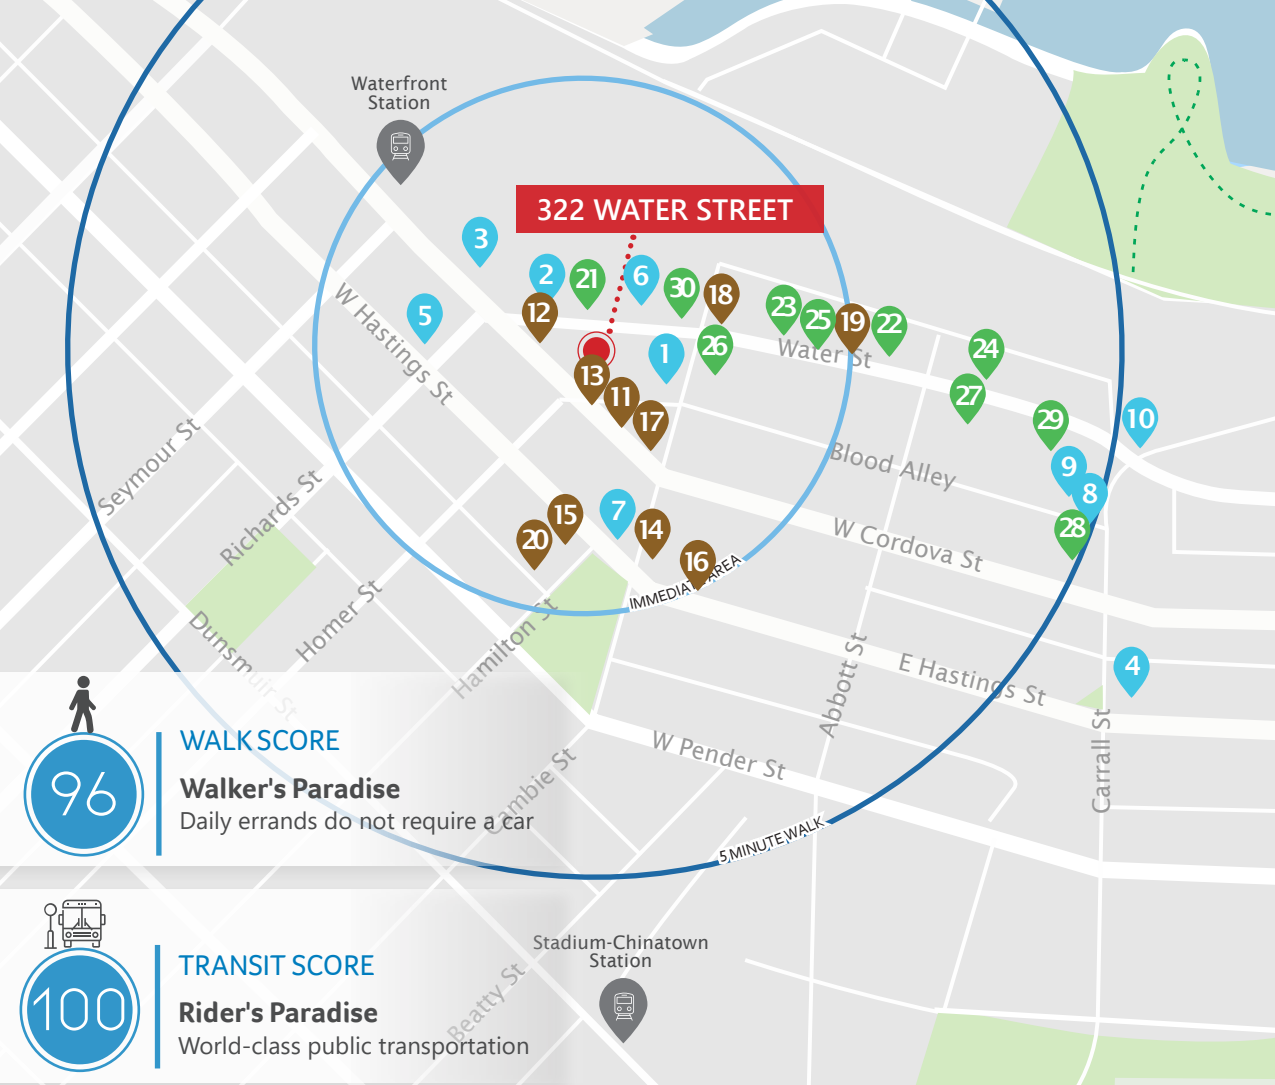 Waterfront
Station
322 WATER STREET
3
2
21
6
30
18
12
5
23
25
19
22
1
26
Water St
24
13
11
17
27
29
10
W Hastings St
9
8
28
Blood Alley
Seymour St
Richards St
15
7
14
20
16
W Cordova St
IMMEDIATE AREA
Homer St
Hamilton St
Dunsmuir St
Abbott St
E Hastings St
4
Carrall St
W Pender St
Cambie St
5 MINUTE WALK
96
WALK SCORE
Walker's Paradise
Daily errands do not require a car
Stadium-Chinatown
Station
Beatty St
100
TRANSIT SCORE
Rider's Paradise
World-class public transportation